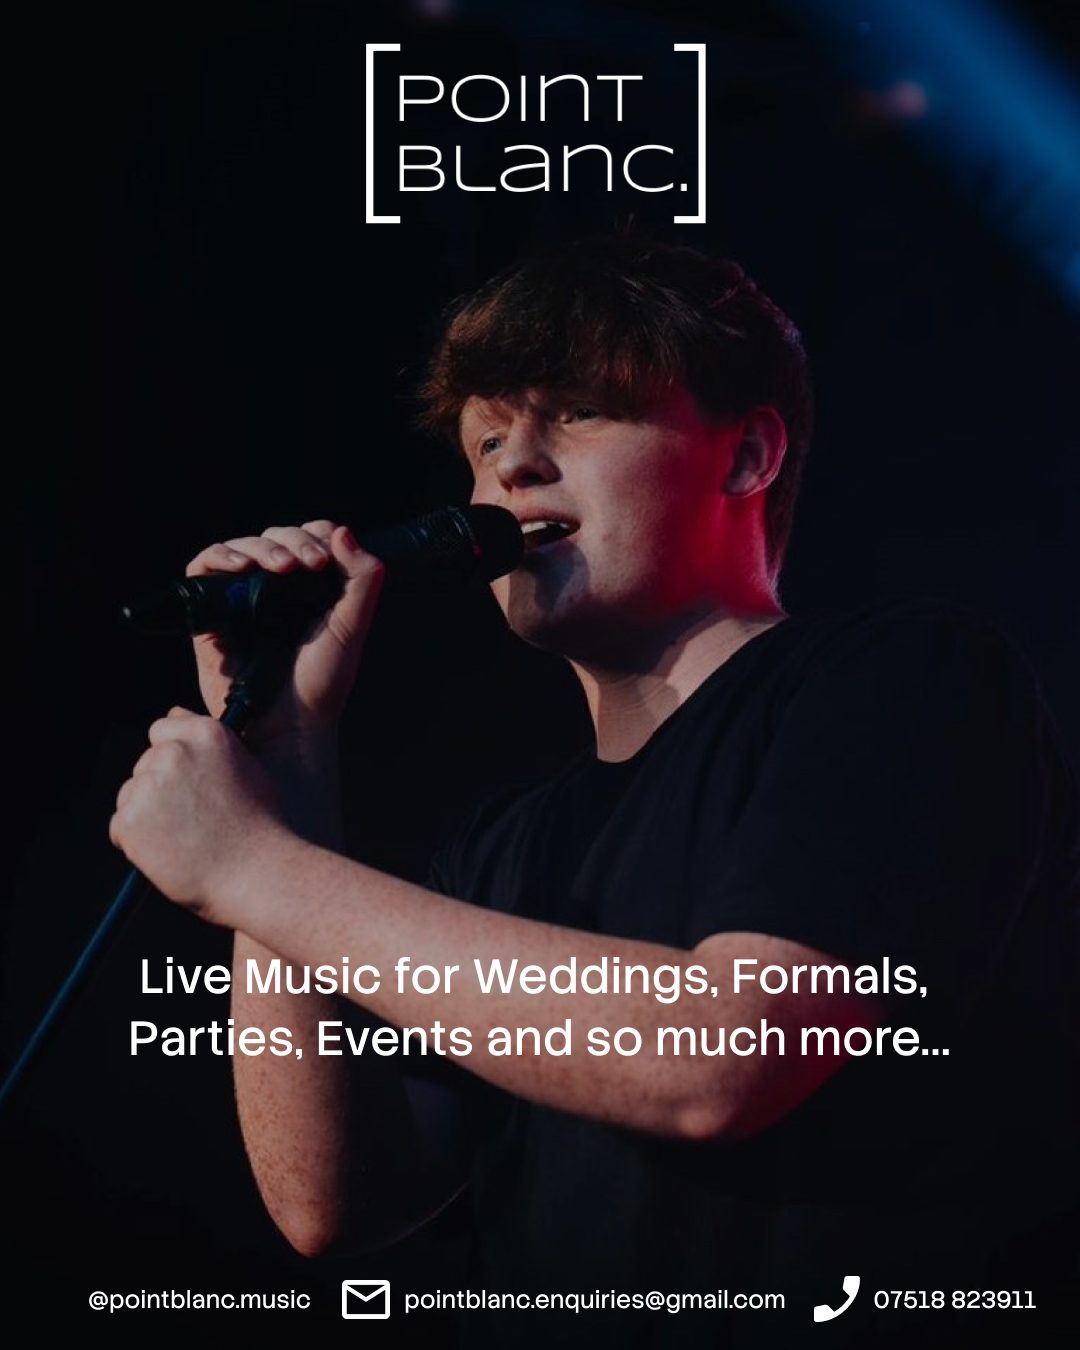 POINT
BLANC.
Live Music for Weddings, Formals,
Parties, Events and so much more...
@pointblanc.music pointblanc.enquiries@gmail.com 07518 823911